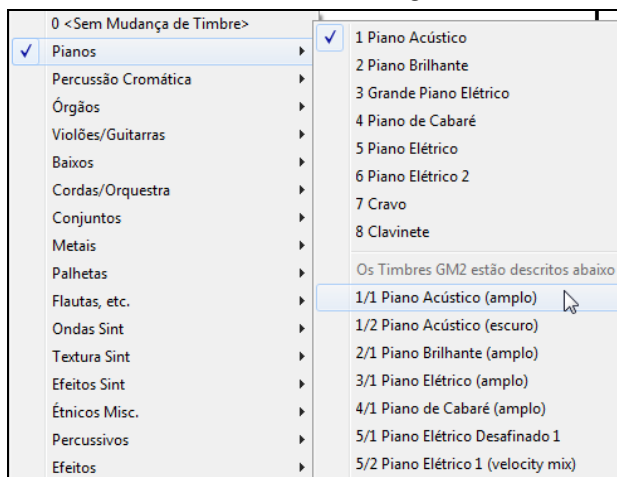 0 <Sem Mudança de Timbre>
Pianos
Percussão Cromática
Órgãos
Violões/Guitarras
Baixos
Cordas/Orquestra
Conjuntos
Metais
Palhetas
Flautas, etc.
Ondas Sint
Textura Sint
Efeitos Sint
Étnicos Misc.
Percussivos
Efeitos
1 Piano Acústico
2 Piano Brilhante
3 Grande Piano Elétrico
4 Piano de Cabaré
5 Piano Elétrico
6 Piano Elétrico 2
7 Cravo
8 Clavinete
Os Timbres GM2 estão descritos abaixo
1/1 Piano Acústico (amplo)
1/2 Piano Acústico (escuro)
2/1 Piano Brilhante (amplo)
3/1 Piano Elétrico (amplo)
4/1 Piano de Cabaré (amplo)
5/1 Piano Elétrico Desafinado 1
5/2 Piano Elétrico 1 (velocity mix)